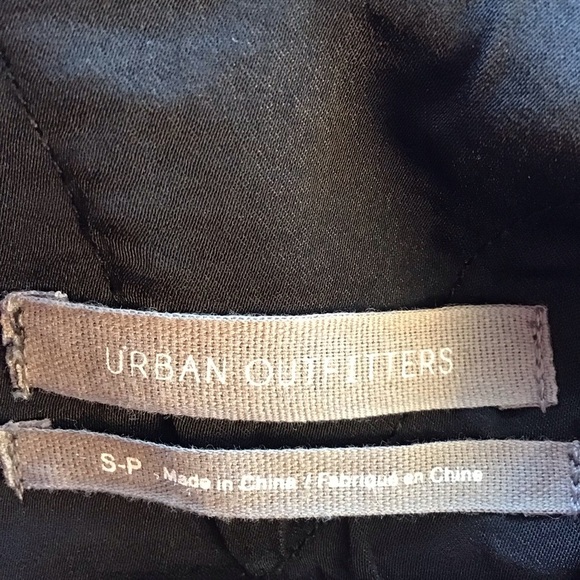 URBAN OUTFITTERS
S-P . Made in China / Fabriqué en Chine